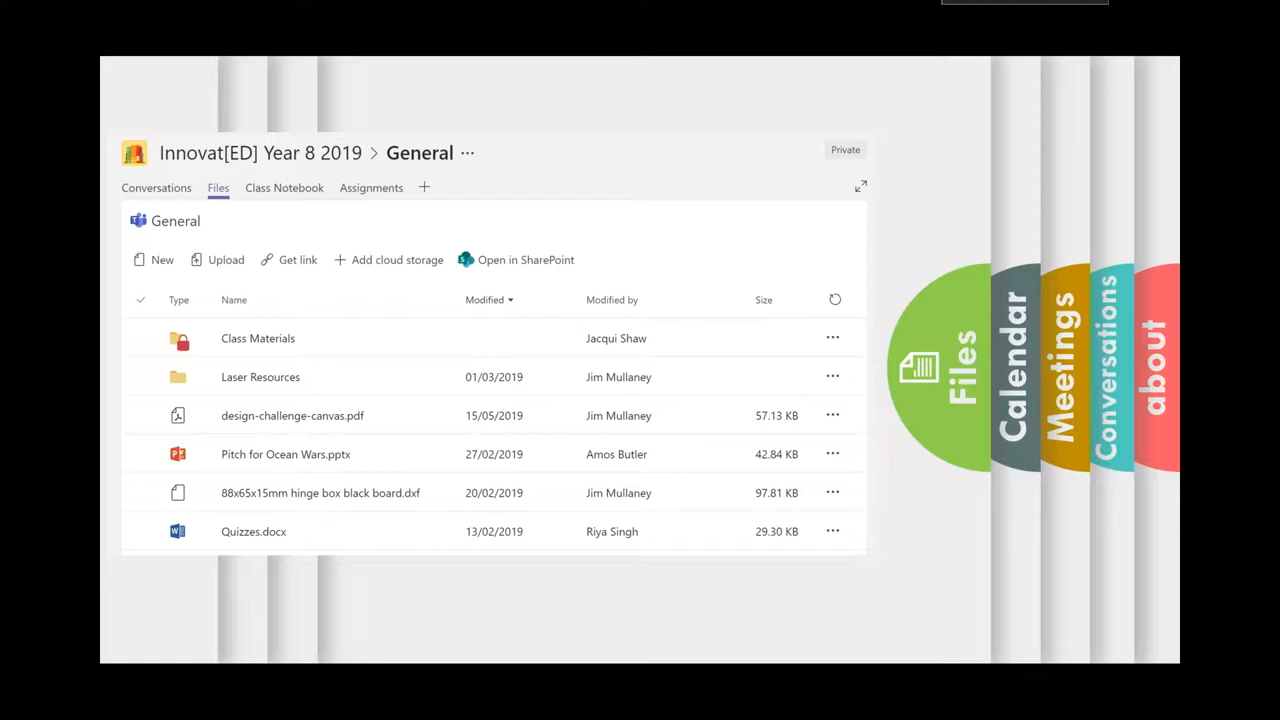 Innovat[ED] Year 8 2019 > General ···
Private
Conversations Files Class Notebook Assignments +
General
New Upload Get link + Add cloud storage Open in SharePoint
Type Name Modified Modified by Size
Class Materials Jacqui Shaw
Laser Resources 01/03/2019 Jim Mullaney
design-challenge-canvas.pdf 15/05/2019 Jim Mullaney 57.13 KB
Pitch for Ocean Wars.pptx 27/02/2019 Amos Butler 42.84 KB
88x65x15mm hinge box black board.dxf 20/02/2019 Jim Mullaney 97.81 KB
Quizzes.docx 13/02/2019 Riya Singh 29.30 KB
Files
Calendar
Meetings
Conversations
about